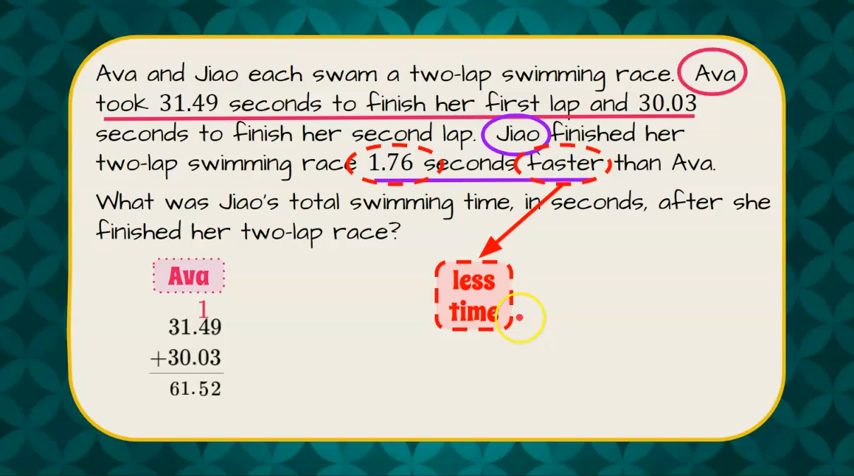 Ava and Jiao each swam a two-lap swimming race. Ava
took 31.49 seconds to finish her first lap and 30.03
seconds to finish her second lap. Jiao finished her
two-lap swimming race 1.76 seconds faster than Ava.
What was Jiao's total swimming time, in seconds, after she
finished her two-lap race?
Ava
1
31.49
+30.03
61.52
less
time